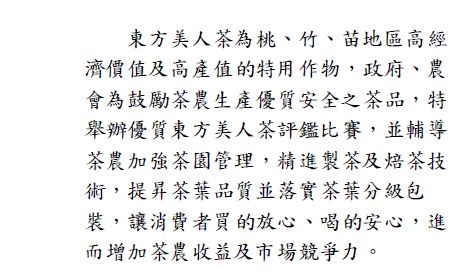 東方美人茶為桃、竹、苗地區高經
濟價值及高產值的特用作物，政府、農
會為鼓勵茶農生產優質安全之茶品，特
舉辦優質東方美人茶評鑑比賽，並輔導
茶農加強茶園管理，精進製茶及焙茶技
術，提昇茶葉品質並落實茶葉分級包
裝，讓消費者買的放心、喝的安心，進
而增加茶農收益及市場競爭力。